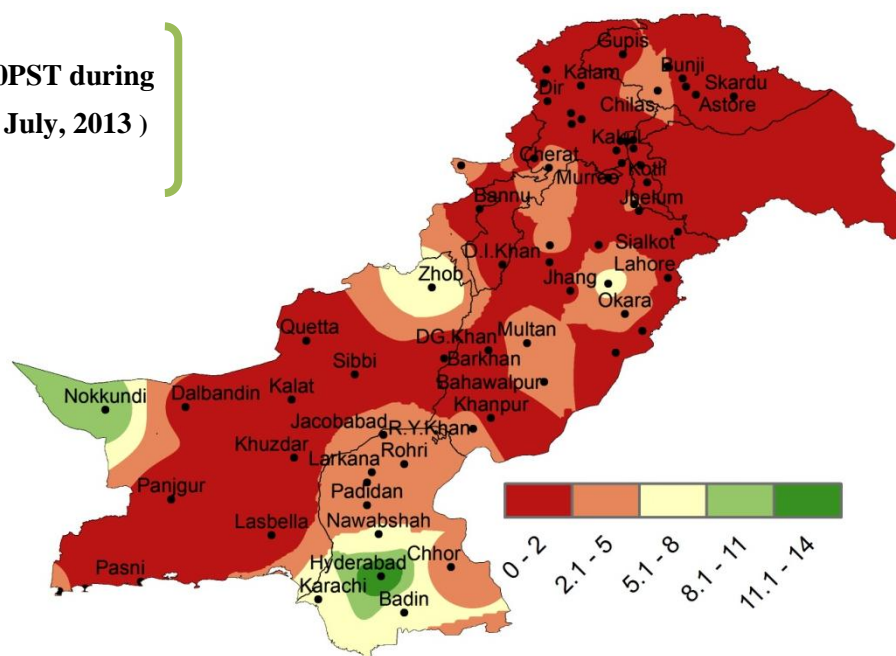 0PST during
July, 2013 )
Gupis
Bunji
Kalam
Skardu
Dir
Chilas
Astore
Cherat
Murree
Kotli
Bannu
Jhelum
Sialkot
D.I.Khan
Lahore
Zhob
Jhang
Okara
Quetta
DG.Khan
Multan
Sibbi
Barkhan
Nokkundi
Dalbandin
Kalat
Bahawalpur
Khanpur
Jacobabad
R.Y.Khan
Khuzdar
Rohri
Larkana
Panjgur
Padidan
Lasbella
Nawabshah
Pasni
Hyderabad
Chhor
Karachi
Badin
0 - 2
2.1 - 5
5.1 - 8
8.1 - 11
11.1 - 14